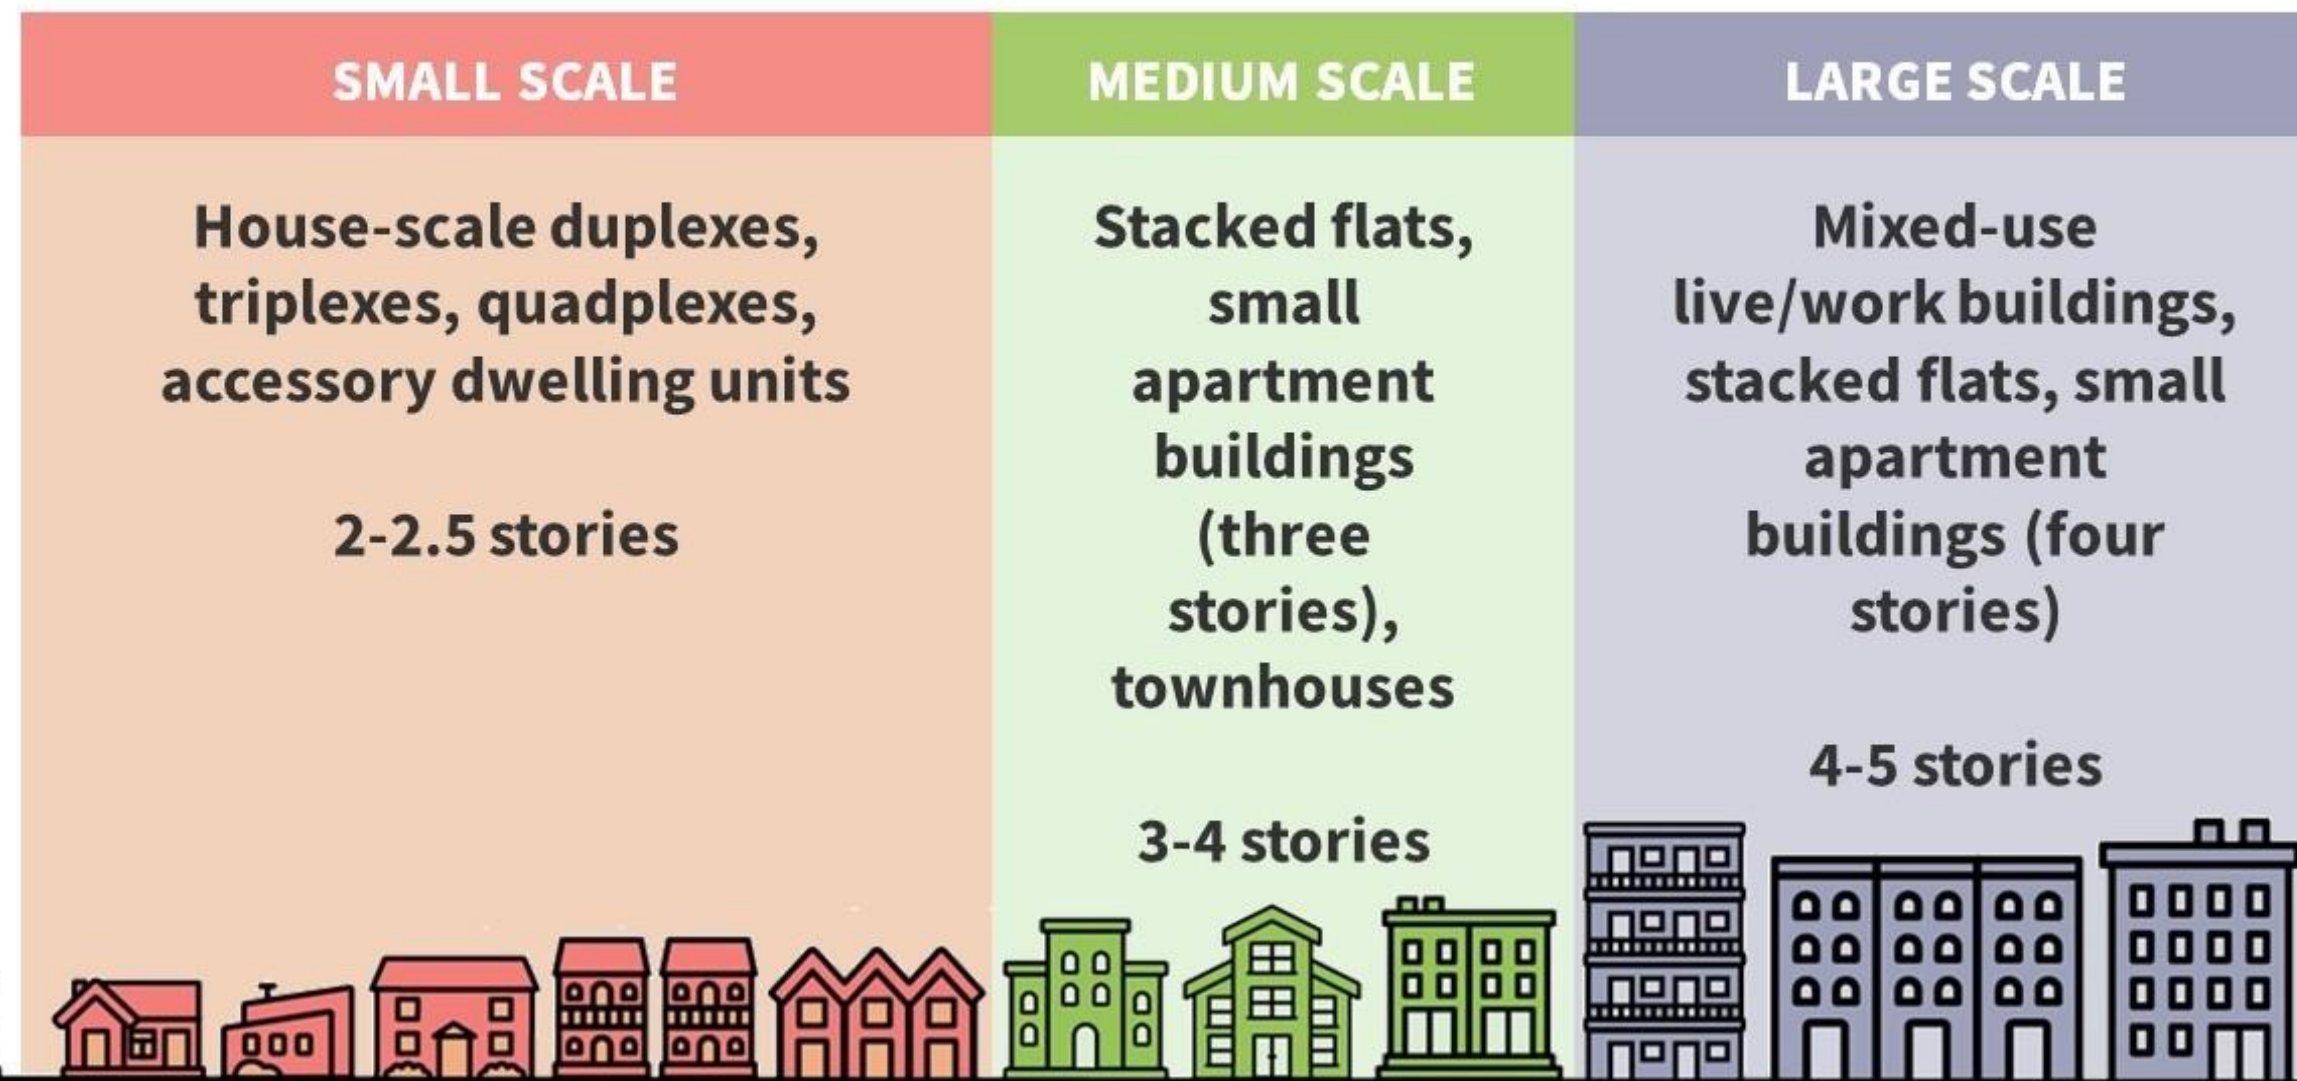 SMALL SCALE
House-scale duplexes,
triplexes, quadplexes,
accessory dwelling units
2-2.5 stories
MEDIUM SCALE
Stacked flats,
small
apartment
buildings
(three
stories),
townhouses
3-4 stories
LARGE SCALE
Mixed-use
live/work buildings,
stacked flats, small
apartment
buildings (four
stories)
4-5 stories